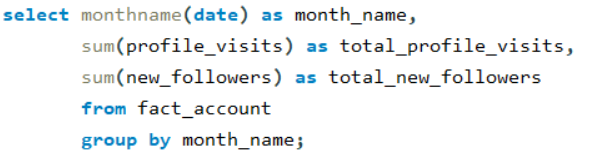 select monthname(date) as month_name,
sum(profile_visits) as total_profile_visits,
sum(new_followers) as total_new_followers
from fact_account
group by month_name;